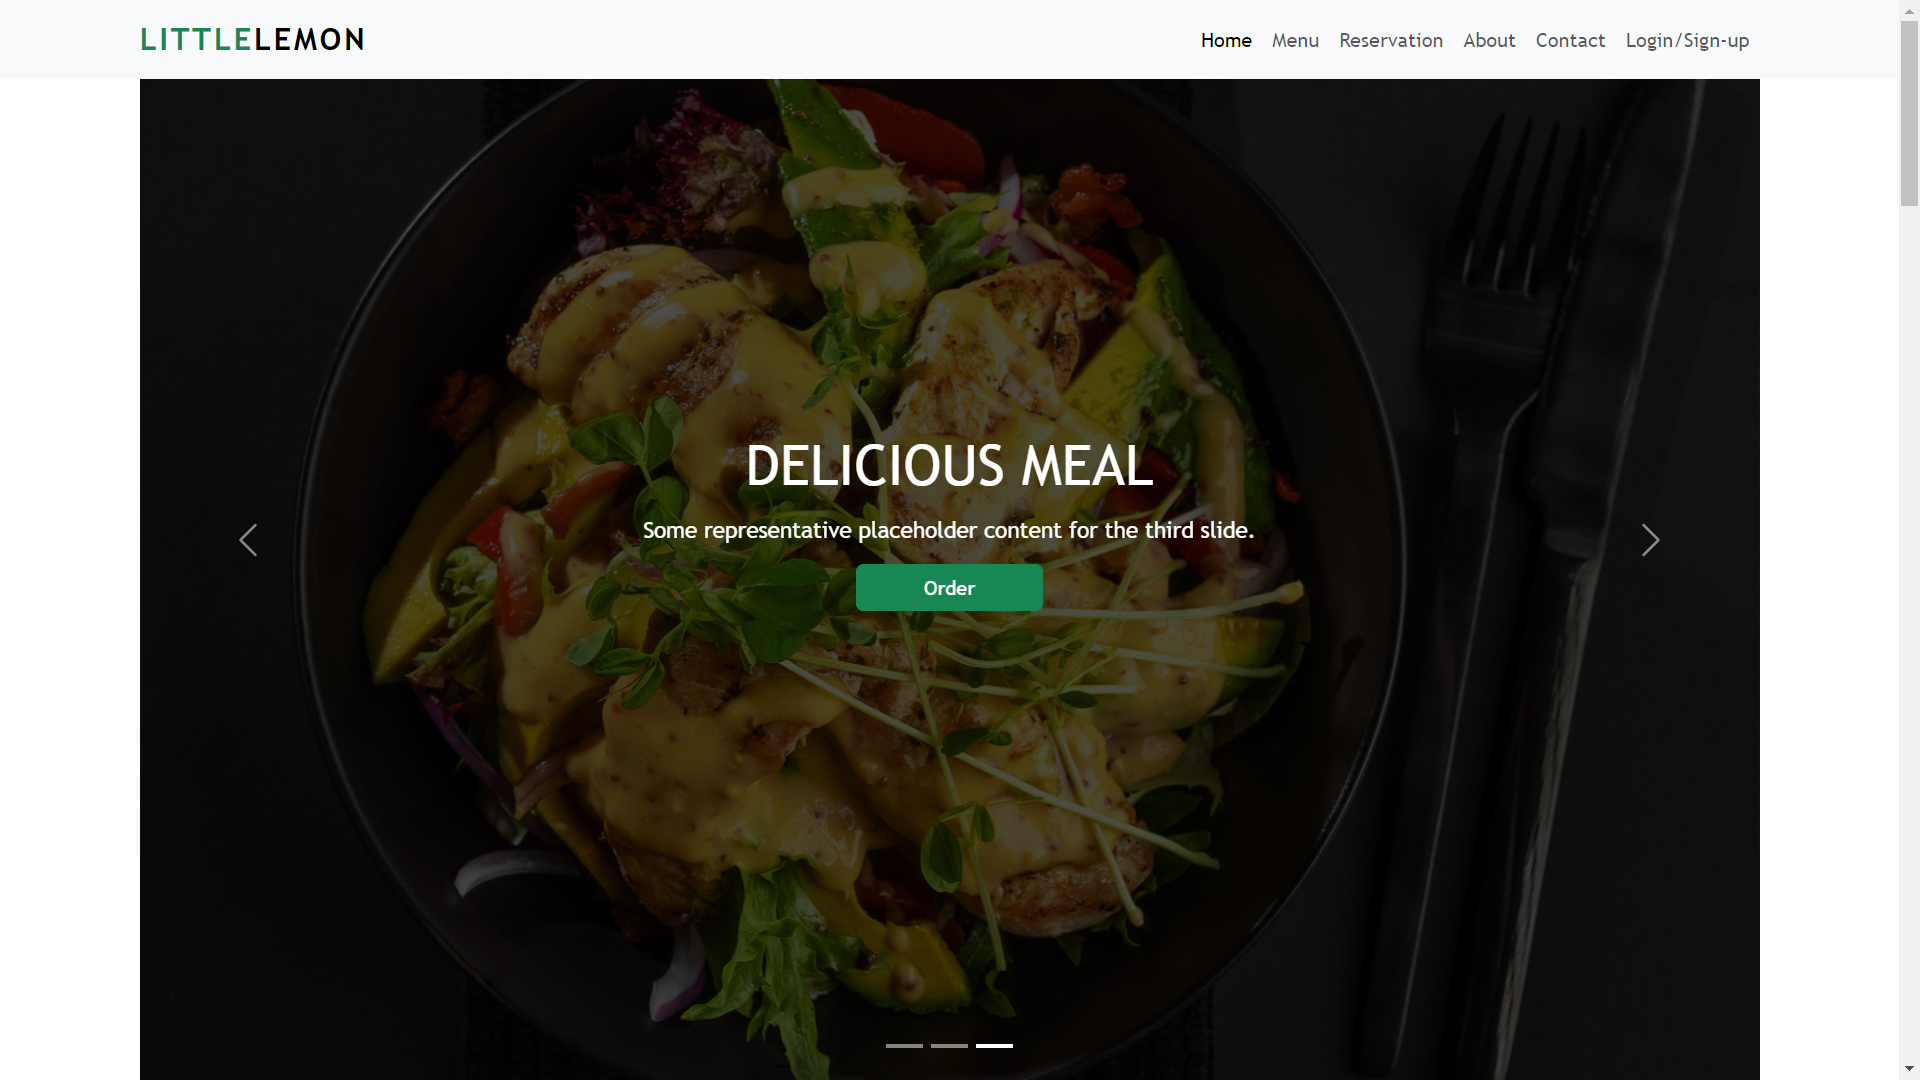 LITTLELEMON
Home Menu Reservation About Contact Login/Sign-up
DELICIOUS MEAL
Some representative placeholder content for the third slide.
Order